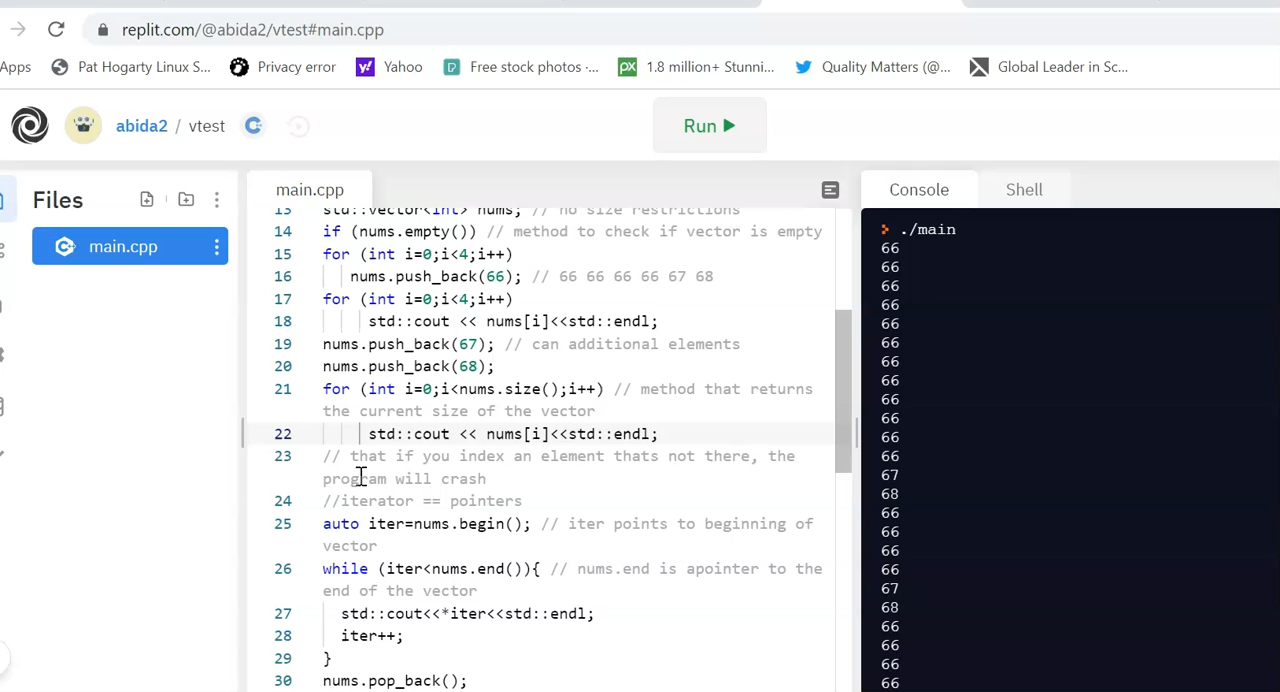 replit.com/@abida2/vtest#main.cpp
Apps Pat Hogarty Linux S... Privacy error Yahoo Free stock photos ·... 1.8 million+ Stunni... Quality Matters (@... Global Leader in Sc...
abida2 / vtest Run
Files main.cpp Console Shell
main.cpp
13 std::vector<int> nums; // no size restrictions
14 if (nums.empty()) // method to check if vector is empty
15 for (int i=0;i<4;i++)
16 nums.push_back(66); // 66 66 66 66 67 68
17 for (int i=0;i<4;i++)
18 std::cout << nums[i]<<std::endl;
19 nums.push_back(67); // can additional elements
20 nums.push_back(68);
21 for (int i=0;i<nums.size();i++) // method that returns
the current size of the vector
22 std::cout << nums[i]<<std::endl;
23 // that if you index an element thats not there, the
program will crash
24 //iterator == pointers
25 auto iter=nums.begin(); // iter points to beginning of
vector
26 while (iter<nums.end()){ // nums.end is apointer to the
end of the vector
27 std::cout<<*iter<<std::endl;
28 iter++;
29 }
30 nums.pop_back();
./main
66
66
66
66
66
66
66
66
66
66
66
66
67
68
66
66
66
66
67
68
66
66
66
66